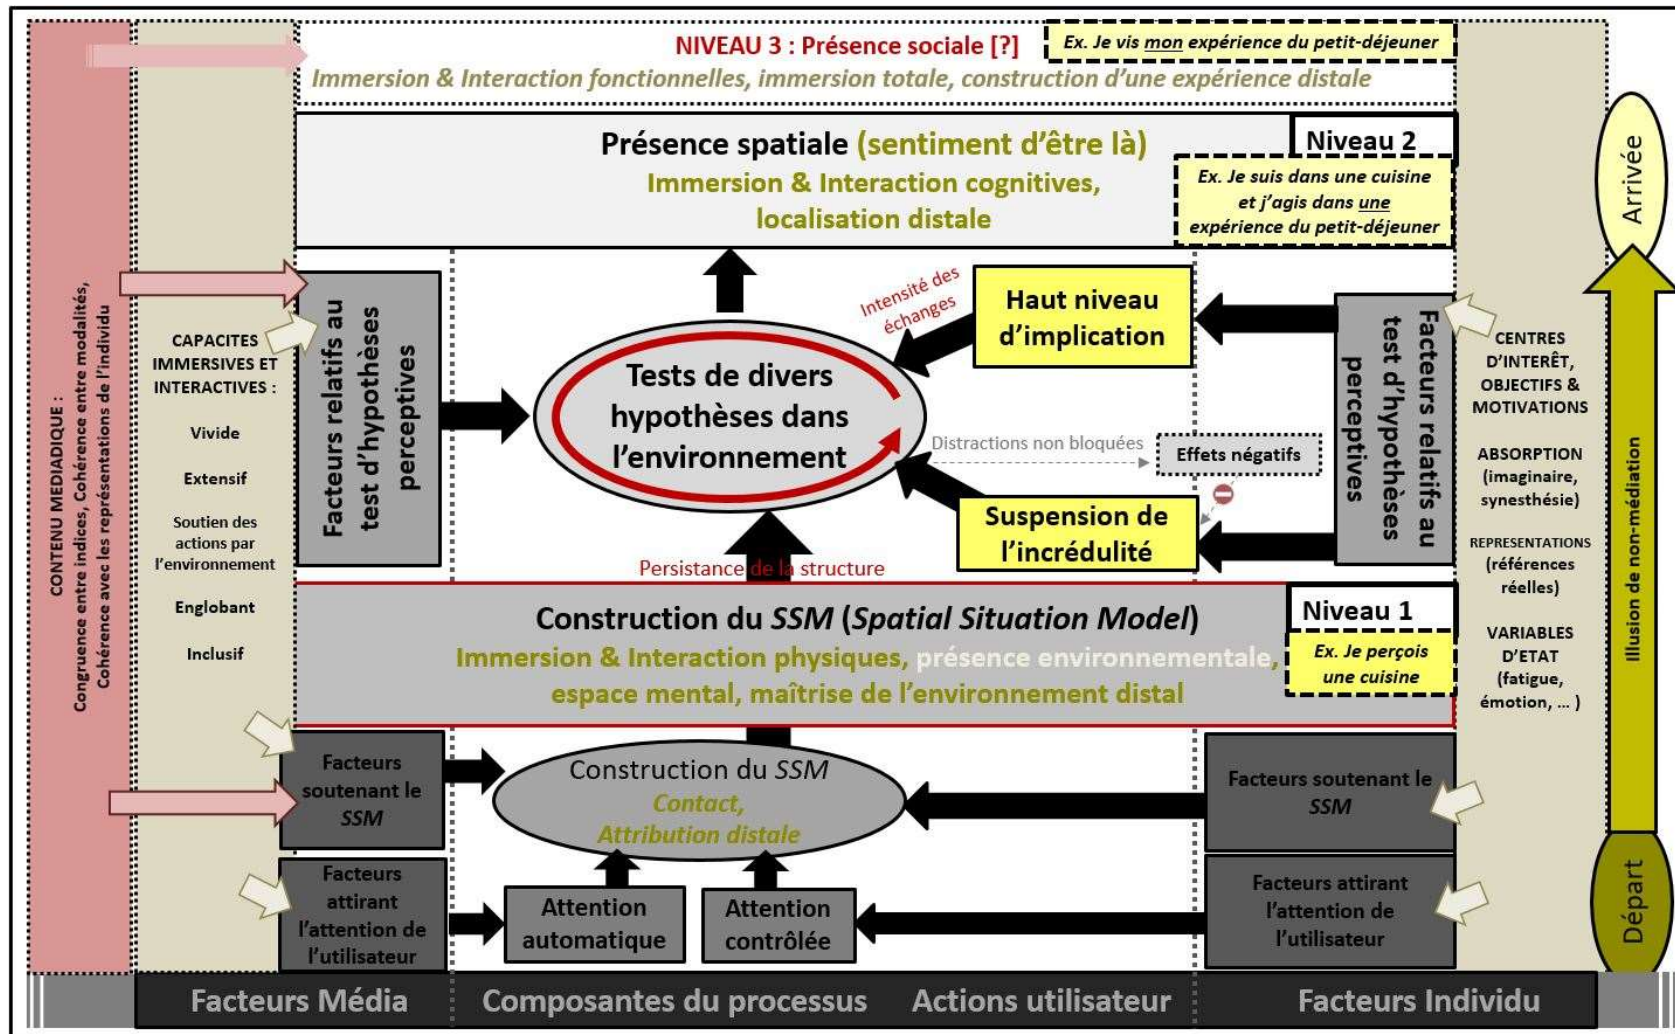 NIVEAU 3 : Présence sociale [?]
Ex. Je vis mon expérience du petit-déjeuner
Immersion & Interaction fonctionnelles, immersion totale, construction d'une expérience distale
Présence spatiale (sentiment d'être là)
Immersion & Interaction cognitives,
localisation distale
Niveau 2
Ex. Je suis dans une cuisine
et j'agis dans une
expérience du petit-déjeuner
CONTENU MEDIADIQUE :
Congruence entre indices, Cohérence entre modalités,
Cohérence avec les représentations de l'individu
CAPACITES
IMMERSIVES ET
INTERACTIVES :
Vivide
Extensif
Soutien des
actions par
l'environnement
Englobant
Inclusif
Facteurs relatifs au
test d'hypothèses
perceptives
Tests de divers
hypothèses dans
l'environnement
Intensité des
échanges
Haut niveau
d'implication
Distractions non bloquées
Effets négatifs
Suspension de
l'incrédulité
Facteurs relatifs au
test d'hypothèses
perceptives
CENTRES
D'INTERÊT,
OBJECTIFS &
MOTIVATIONS
ABSORPTION
(imaginaire,
synesthésie)
REPRESENTATIONS
(références
réelles)
VARIABLES
D'ETAT
(fatigue,
émotion, ... )
Arrivée
Illusion de non-médiation
Départ
Persistance de la structure
Construction du SSM (Spatial Situation Model)
Immersion & Interaction physiques, présence environnementale,
espace mental, maîtrise de l'environnement distal
Niveau 1
Ex. Je perçois
une cuisine
Facteurs
soutenant le
SSM
Construction du SSM
Contact,
Attribution distale
Facteurs soutenant le
SSM
Facteurs
attirant
l'attention de
l'utilisateur
Attention
automatique
Attention
contrôlée
Facteurs attirant
l'attention de
l'utilisateur
Facteurs Média
Composantes du processus
Actions utilisateur
Facteurs Individu